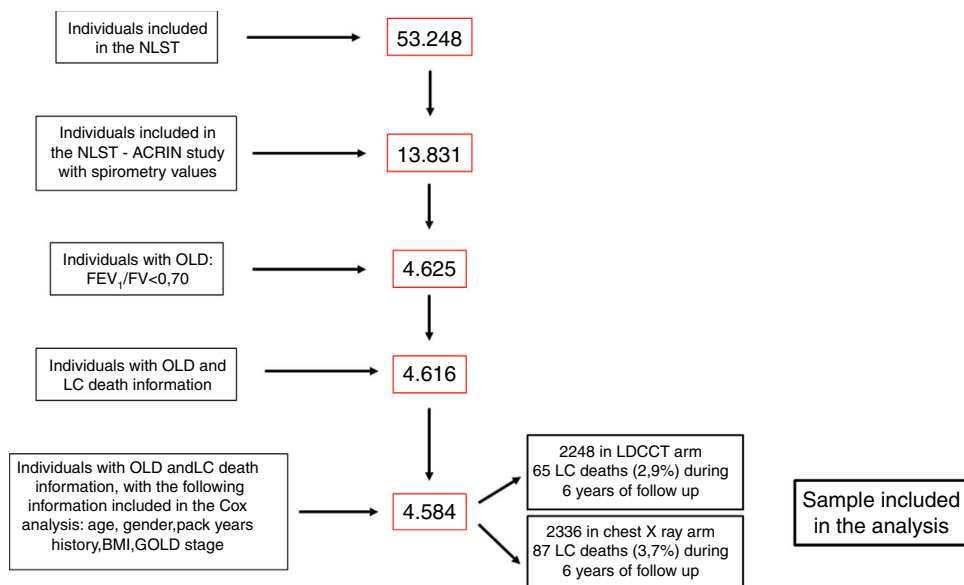 Individuals included
in the NLST
53.248
Individuals included in
the NLST - ACRIN study
with spirometry values
13.831
Individuals with OLD:
FEV₁/FV<0,70
4.625
Individuals with OLD and
LC death information
4.616
Individuals with OLD andLC death
information, with the following
information included in the Cox
analysis: age, gender,pack years
history,BMI,GOLD stage
4.584
2248 in LDCCT arm
65 LC deaths (2,9%) during
6 years of follow up
2336 in chest X ray arm
87 LC deaths (3,7%) during
6 years of follow up
Sample included
in the analysis